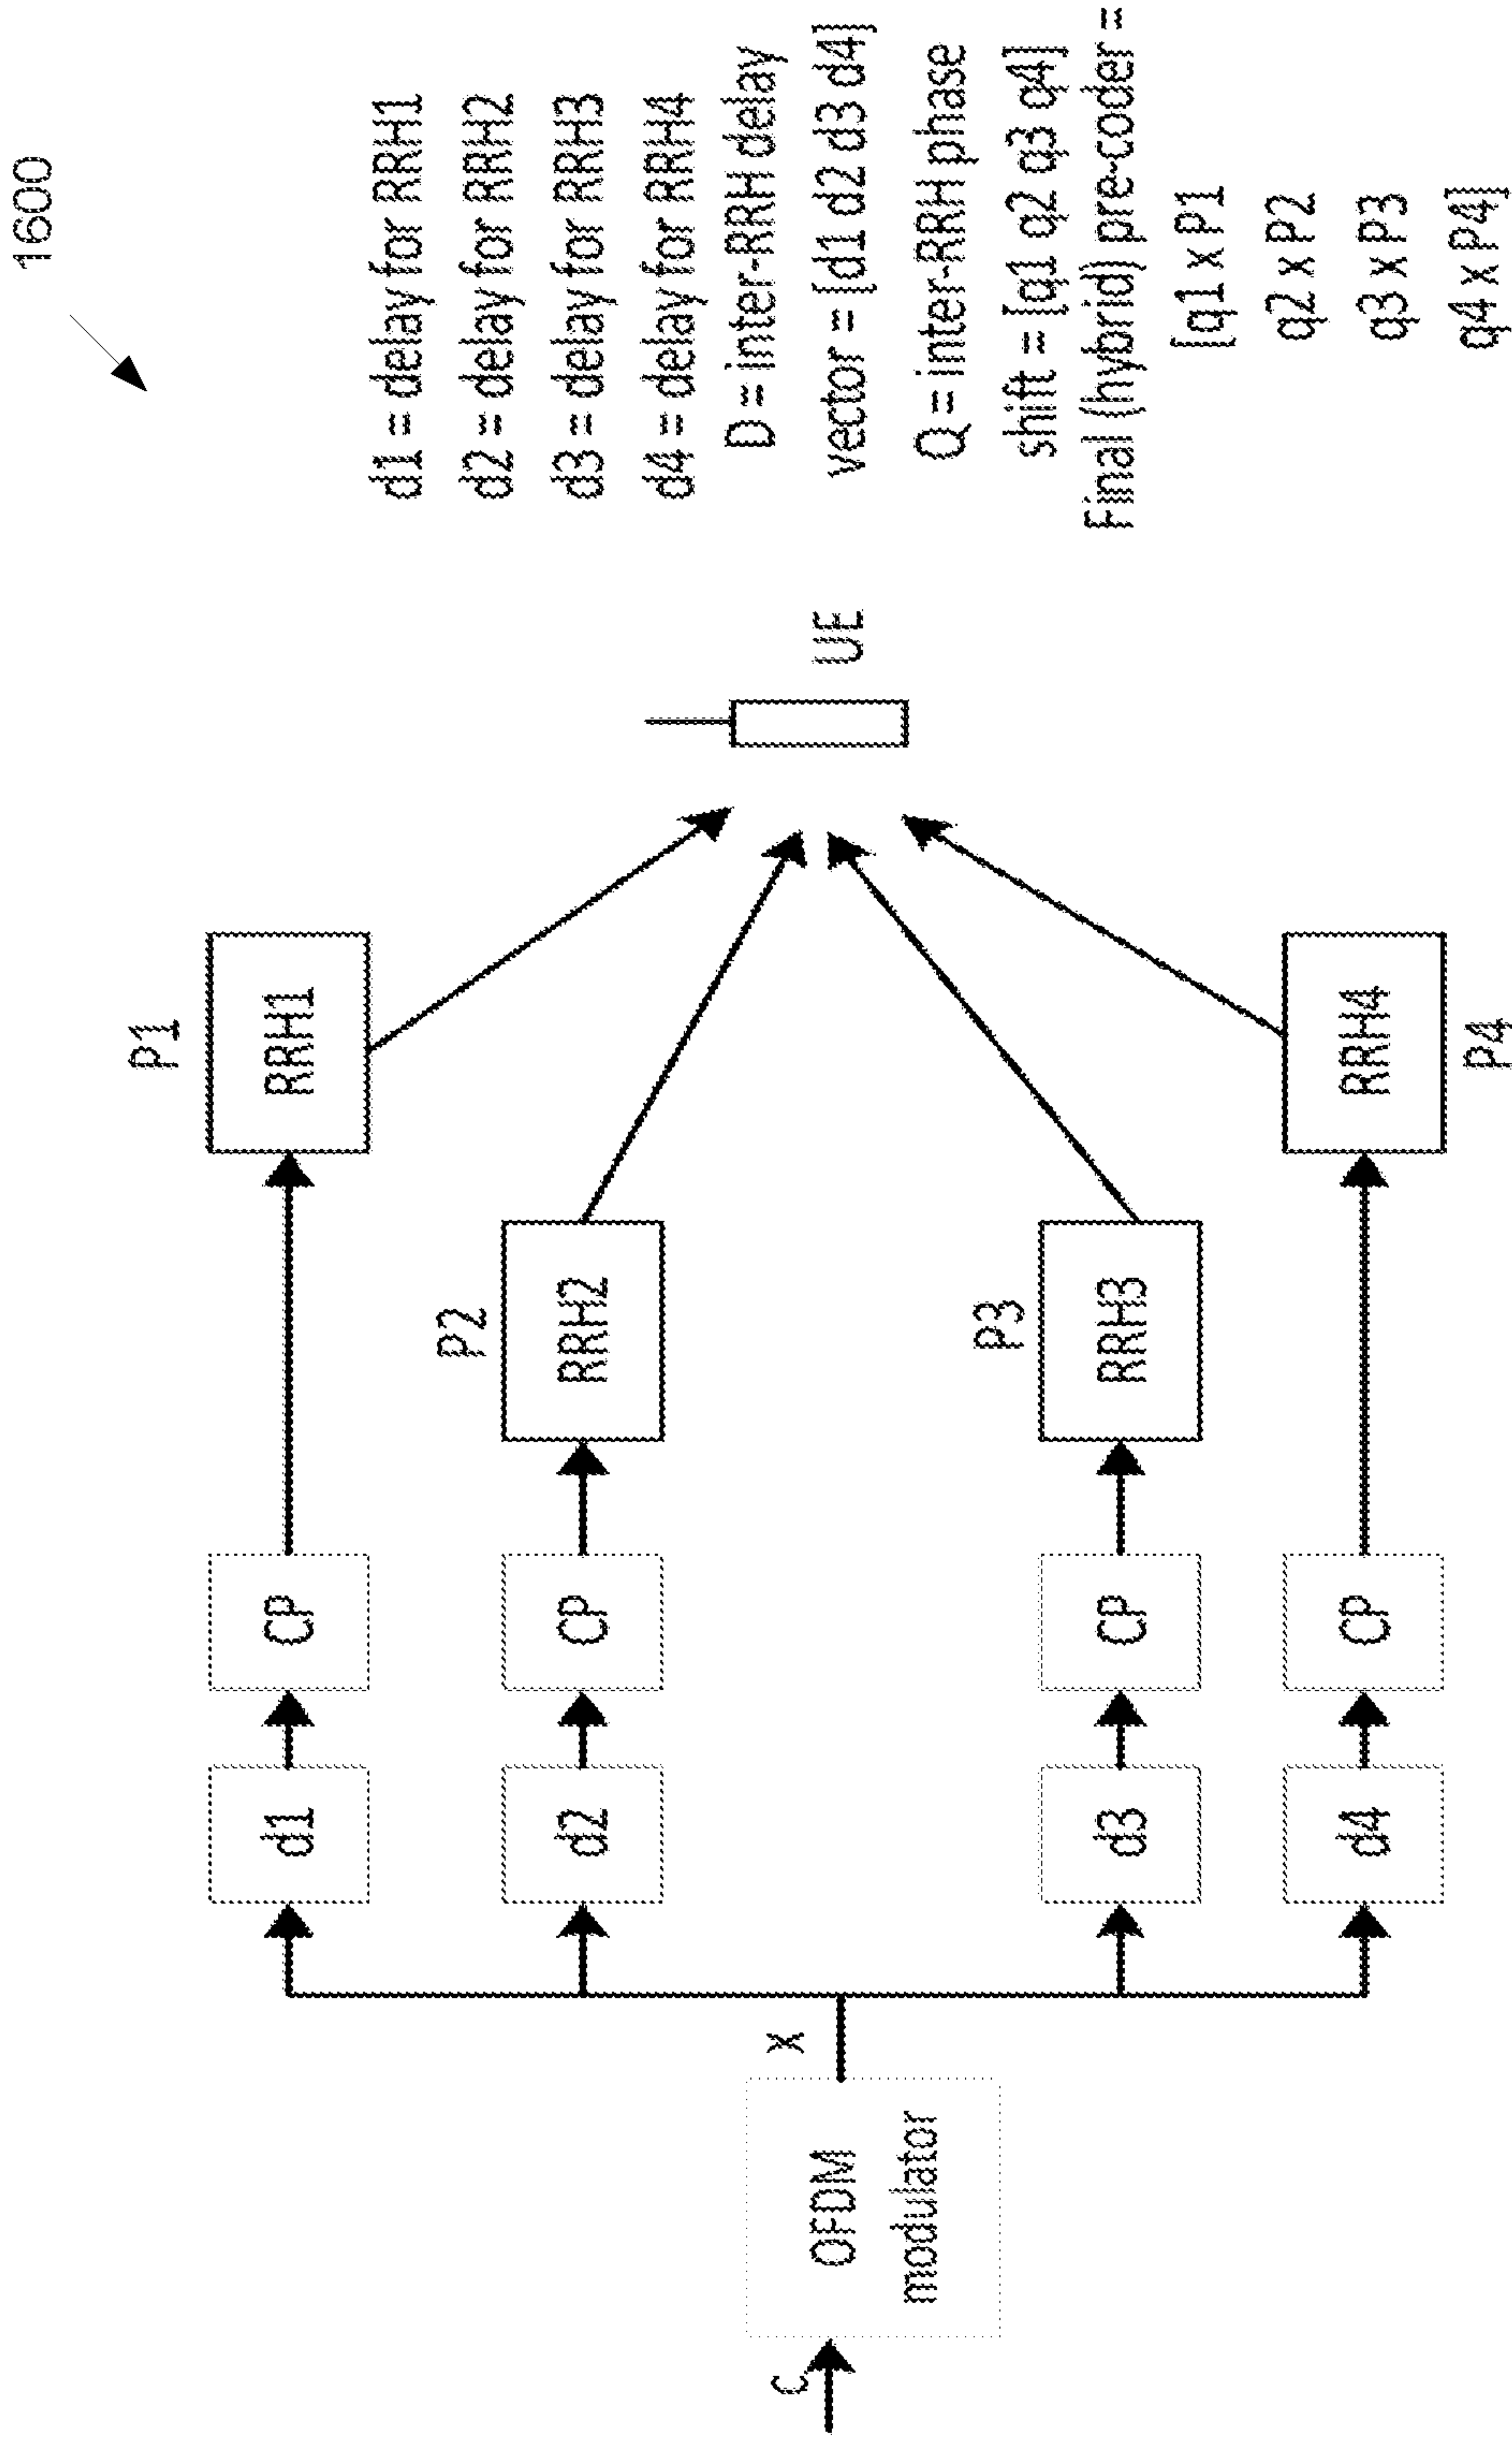 1600
d1 = delay for RRH1
d2 = delay for RRH2
d3 = delay for RRH3
d4 = delay for RRH4
D = inter-RRH delay
vector = [d1 d2 d3 d4]
Q = inter-RRH phase
shift = [q1 q2 q3 q4]
Final (hybrid) pre-coder =
[q1 x P1
q2 x P2
q3 x P3
q4 x P4]
C
OFDM
modulator
X
d1
CP
P1
RRH1
d2
CP
P2
RRH2
UE
d3
CP
P3
RRH3
d4
CP
RRH4
P4